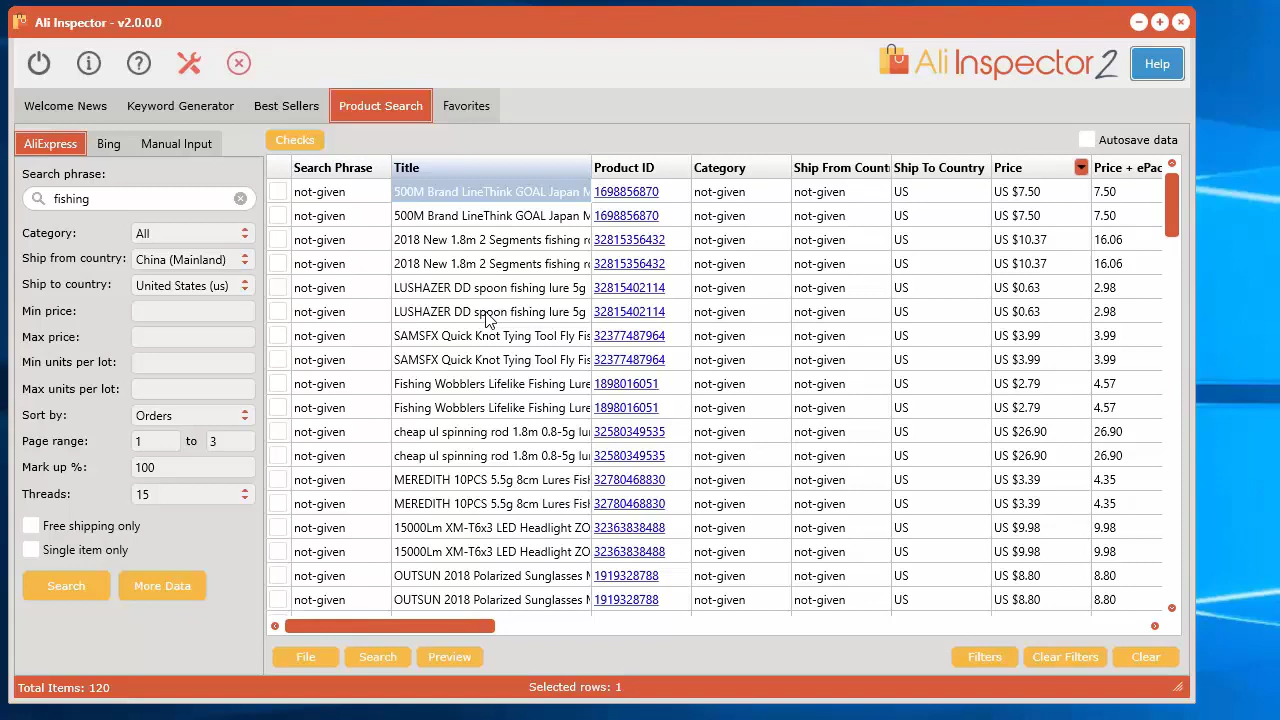 Ali Inspector - v2.0.0.0
Ali Inspector 2
Help
Welcome News Keyword Generator Best Sellers Product Search Favorites
AliExpress Bing Manual Input
Checks
Autosave data
Search phrase:
fishing
Category: All
Ship from country: China (Mainland)
Ship to country: United States (us)
Min price:
Max price:
Min units per lot:
Max units per lot:
Sort by: Orders
Page range: 1 to 3
Mark up %: 100
Threads: 15
Free shipping only
Single item only
Search More Data
Search Phrase Title Product ID Category Ship From Count Ship To Country Price Price + ePac
not-given 500M Brand LineThink GOAL Japan M 1698856870 not-given not-given US US $7.50 7.50
not-given 500M Brand LineThink GOAL Japan M 1698856870 not-given not-given US US $7.50 7.50
not-given 2018 New 1.8m 2 Segments fishing ro 32815356432 not-given not-given US US $10.37 16.06
not-given 2018 New 1.8m 2 Segments fishing ro 32815356432 not-given not-given US US $10.37 16.06
not-given LUSHAZER DD spoon fishing lure 5g 32815402114 not-given not-given US US $0.63 2.98
not-given LUSHAZER DD spoon fishing lure 5g 32815402114 not-given not-given US US $0.63 2.98
not-given SAMSFX Quick Knot Tying Tool Fly Fis 32377487964 not-given not-given US US $3.99 3.99
not-given SAMSFX Quick Knot Tying Tool Fly Fis 32377487964 not-given not-given US US $3.99 3.99
not-given Fishing Wobblers Lifelike Fishing Lure 1898016051 not-given not-given US US $2.79 4.57
not-given Fishing Wobblers Lifelike Fishing Lure 1898016051 not-given not-given US US $2.79 4.57
not-given cheap ul spinning rod 1.8m 0.8-5g lu 32580349535 not-given not-given US US $26.90 26.90
not-given cheap ul spinning rod 1.8m 0.8-5g lu 32580349535 not-given not-given US US $26.90 26.90
not-given MEREDITH 10PCS 5.5g 8cm Lures Fish 32780468830 not-given not-given US US $3.39 4.35
not-given MEREDITH 10PCS 5.5g 8cm Lures Fish 32780468830 not-given not-given US US $3.39 4.35
not-given 15000Lm XM-T6x3 LED Headlight ZO 32363838488 not-given not-given US US $9.98 9.98
not-given 15000Lm XM-T6x3 LED Headlight ZO 32363838488 not-given not-given US US $9.98 9.98
not-given OUTSUN 2018 Polarized Sunglasses M 1919328788 not-given not-given US US $8.80 8.80
not-given OUTSUN 2018 Polarized Sunglasses M 1919328788 not-given not-given US US $8.80 8.80
File Search Preview Filters Clear Filters Clear
Total Items: 120 Selected rows: 1